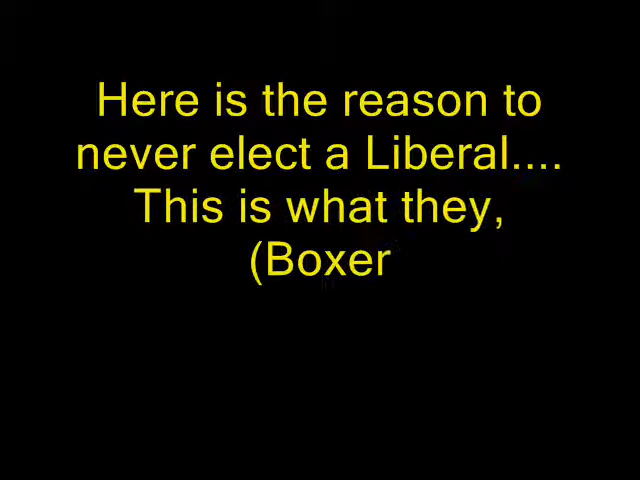 Here is the reason to
never elect a Liberal....
This is what they,
(Boxer